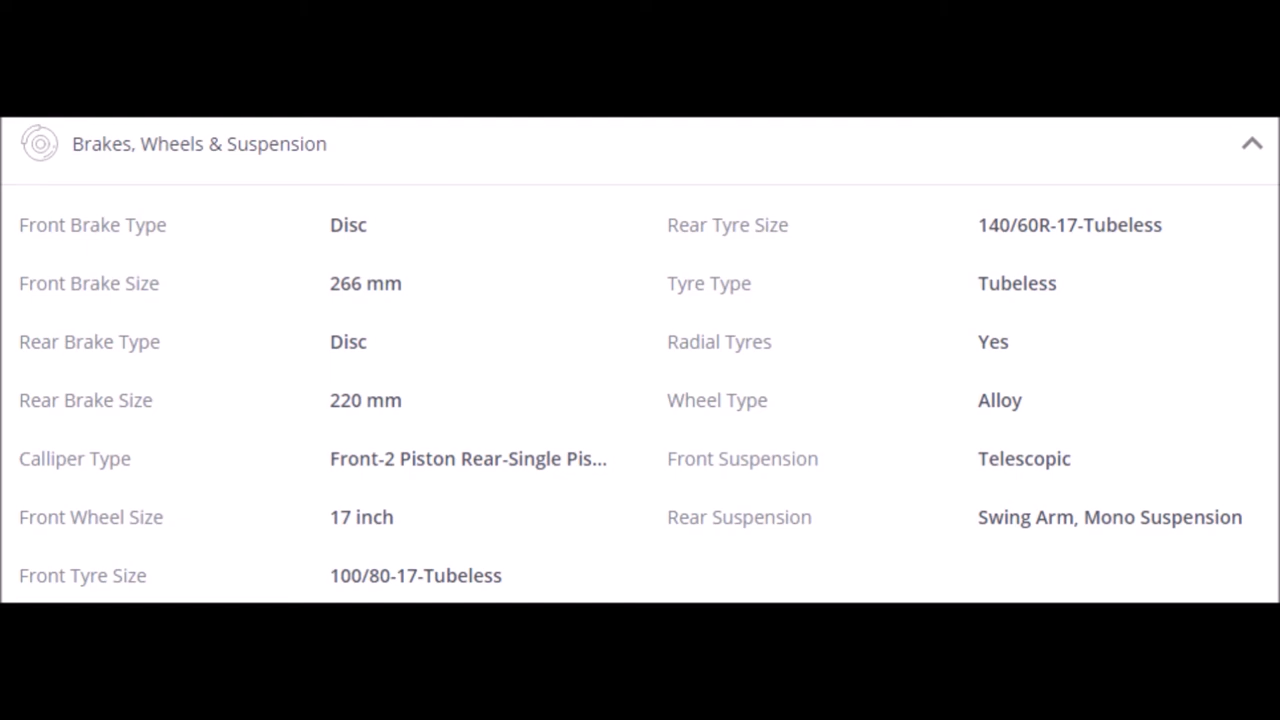 Brakes, Wheels & Suspension
Front Brake Type Disc
Front Brake Size 266 mm
Rear Brake Type Disc
Rear Brake Size 220 mm
Calliper Type Front-2 Piston Rear-Single Pis...
Front Wheel Size 17 inch
Front Tyre Size 100/80-17-Tubeless
Rear Tyre Size 140/60R-17-Tubeless
Tyre Type Tubeless
Radial Tyres Yes
Wheel Type Alloy
Front Suspension Telescopic
Rear Suspension Swing Arm, Mono Suspension